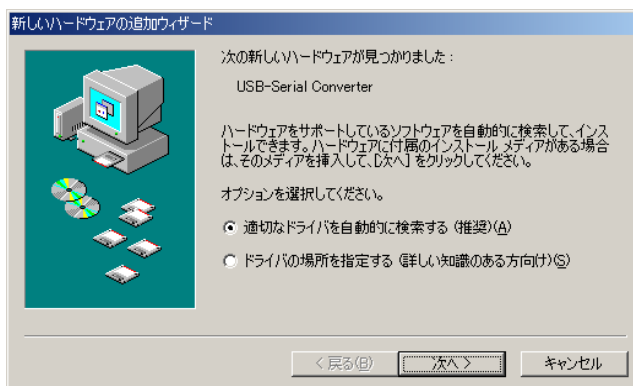 新しいハードウェアの追加ウィザード
次の新しいハードウェアが見つかりました：
USB-Serial Converter
ハードウェアをサポートしているソフトウェアを自動的に検索して、インス
トールできます。ハードウェアに付属のインストール メディアがある場合
は、そのメディアを挿入して、[次へ] をクリックしてください。
オプションを選択してください。
適切なドライバを自動的に検索する (推奨)(A)
ドライバの場所を指定する (詳しい知識のある方向け)(S)
< 戻る(B)
次へ >
キャンセル